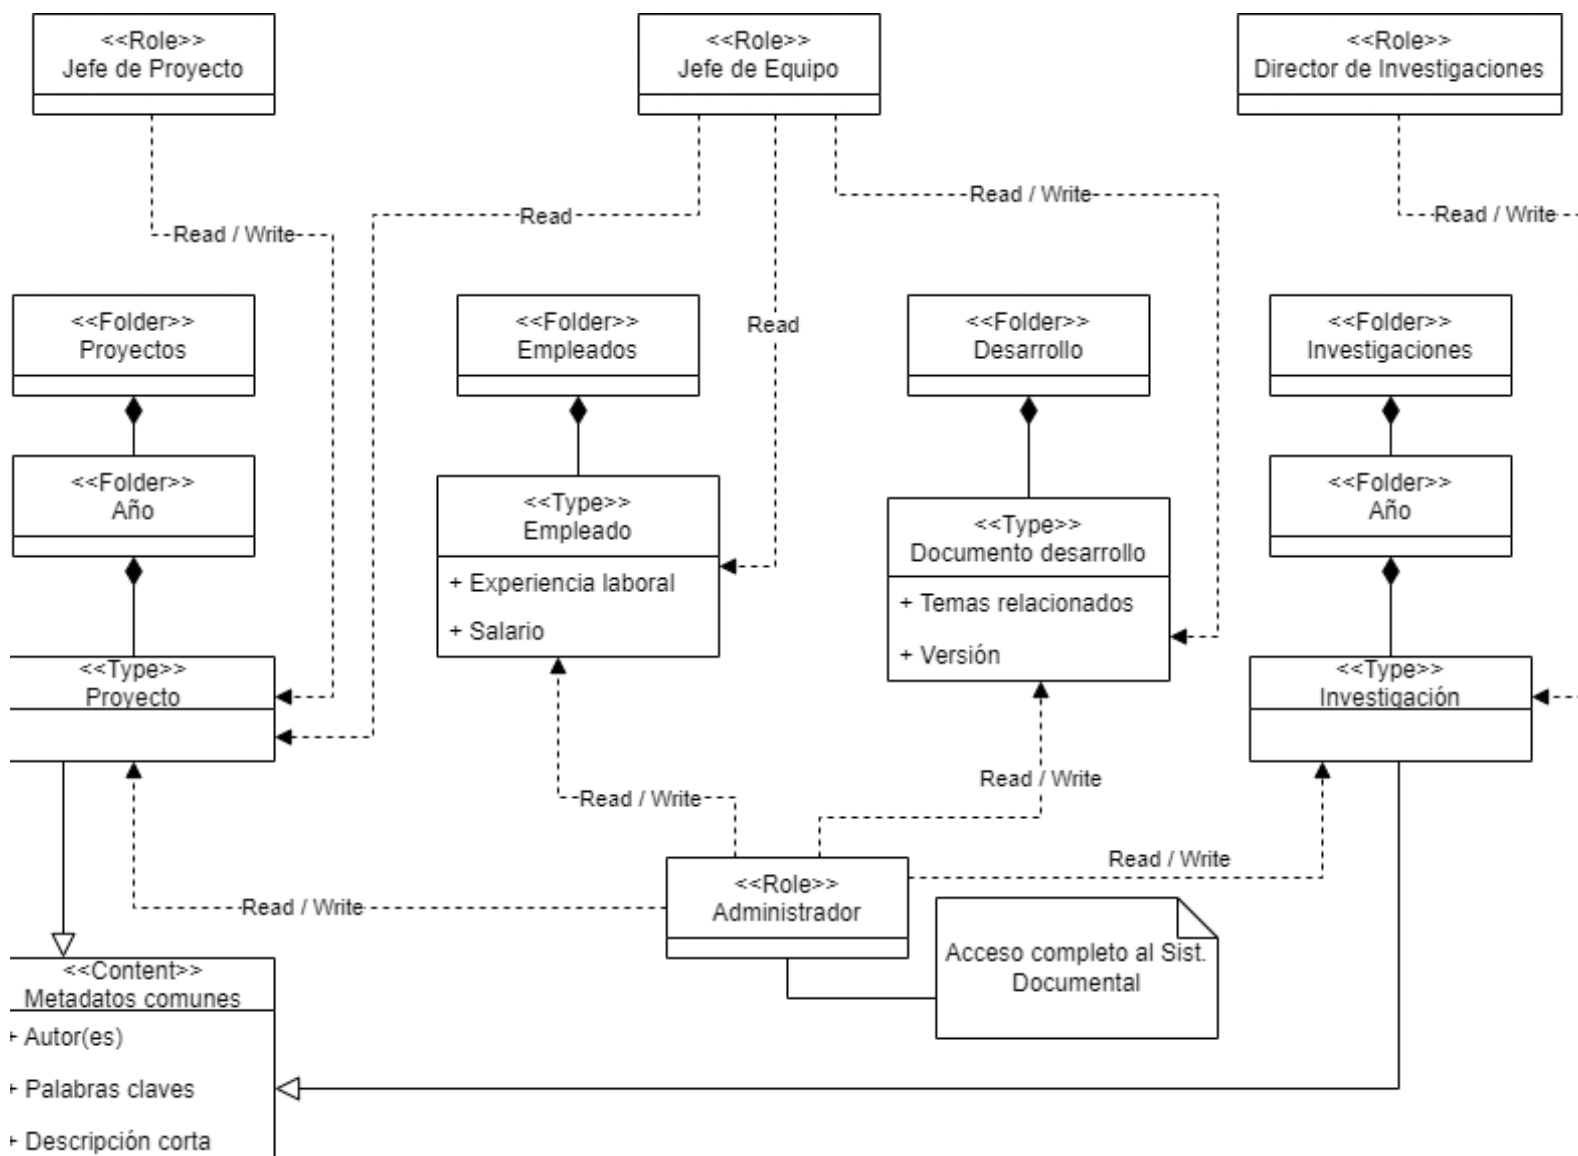 <<Role>>
Jefe de Proyecto
<<Role>>
Jefe de Equipo
<<Role>>
Director de Investigaciones
Read / Write
Read
Read
Read / Write
Read / Write
<<Folder>>
Proyectos
<<Folder>>
Empleados
<<Folder>>
Desarrollo
<<Folder>>
Investigaciones
<<Folder>>
Año
<<Type>>
Empleado
+ Experiencia laboral
+ Salario
<<Type>>
Documento desarrollo
+ Temas relacionados
+ Versión
<<Folder>>
Año
<<Type>>
Proyecto
<<Type>>
Investigación
Read / Write
Read / Write
Read / Write
Read / Write
<<Role>>
Administrador
Acceso completo al Sist.
Documental
<<Content>>
Metadatos comunes
+ Autor(es)
+ Palabras claves
+ Descripción corta